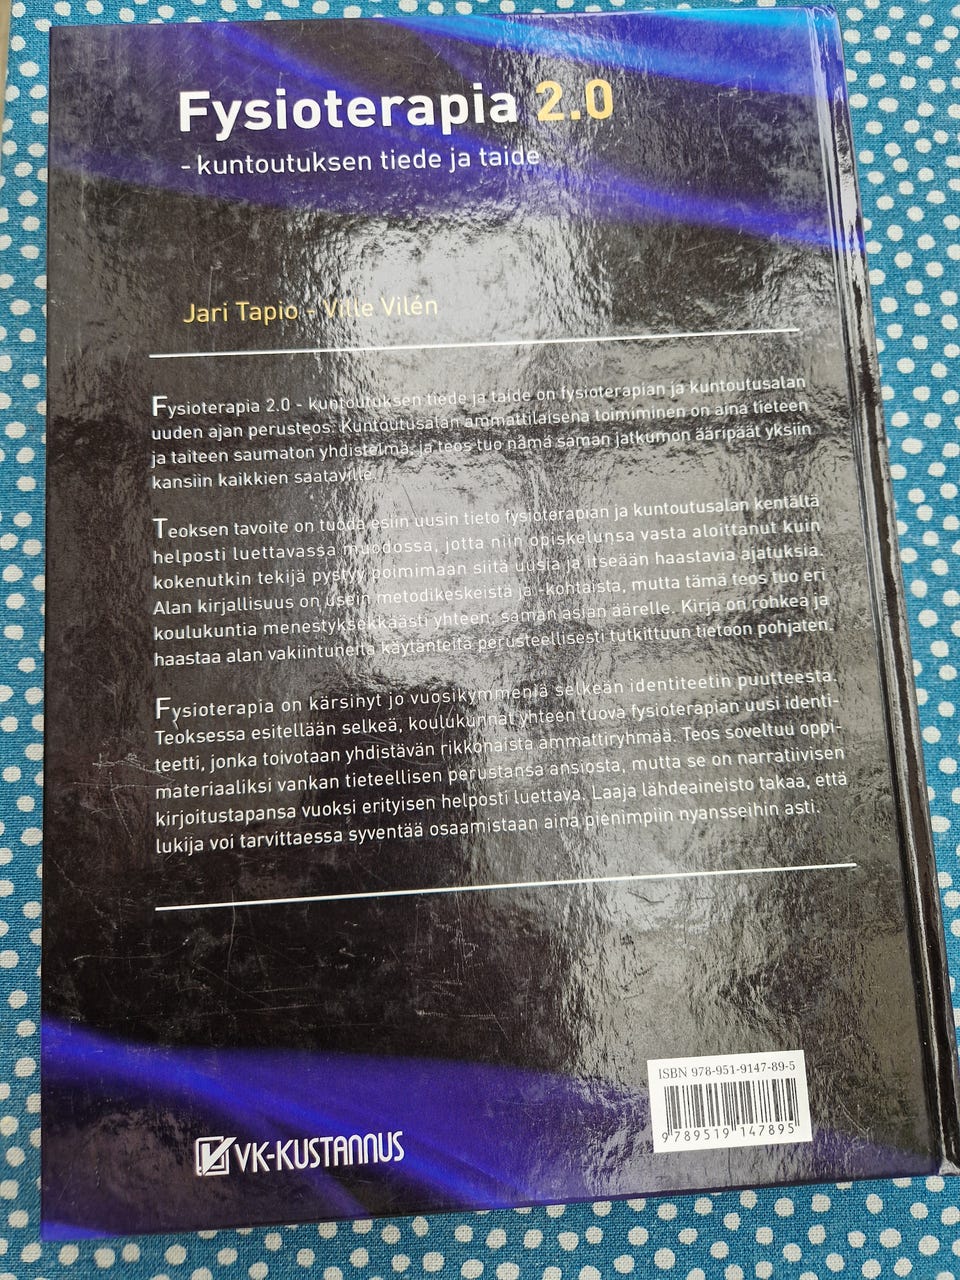 Fysioterapia 2.0
- kuntoutuksen tiede ja taide
Jari Tapio - Ville Vilén
Fysioterapia 2.0 - kuntoutuksen tiede ja taide on fysioterapian ja kuntoutusalan
uuden ajan perusteos. Kuntoutusalan ammattilaisena toimiminen on aina tieteen
ja taiteen saumaton yhdistelmä, ja teos tuo nämä saman jatkumon ääripäät yksiin
kansiin kaikkien saataville.
Teoksen tavoite on tuoda esiin uusin tieto fysioterapian ja kuntoutusalan kentältä
helposti luettavassa muodossa, jotta niin opiskelunsa vasta aloittanut kuin
kokenutkin tekijä pystyy poimimaan siitä uusia ja itseään haastavia ajatuksia.
Alan kirjallisuus on usein metodikeskeistä ja -kohtaista, mutta tämä teos tuo eri
koulukuntia menestyksekkäästi yhteen, saman asian äärelle. Kirja on rohkea ja
haastaa alan vakiintuneita käytänteitä perusteellisesti tutkittuun tietoon pohjaten.
Fysioterapia on kärsinyt jo vuosikymmeniä selkeän identiteetin puutteesta.
Teoksessa esitellään selkeä, koulukunnat yhteen tuova fysioterapian uusi identi-
teetti, jonka toivotaan yhdistävän rikkonaista ammattiryhmää. Teos soveltuu oppi-
materiaaliksi vankan tieteellisen perustansa ansiosta, mutta se on narratiivisen
kirjoitustapansa vuoksi erityisen helposti luettava. Laaja lähdeaineisto takaa, että
lukija voi tarvittaessa syventää osaamistaan aina pienimpiin nyansseihin asti.
ISBN 978-951-9147-89-5
9 789519 147895
VK-KUSTANNUS